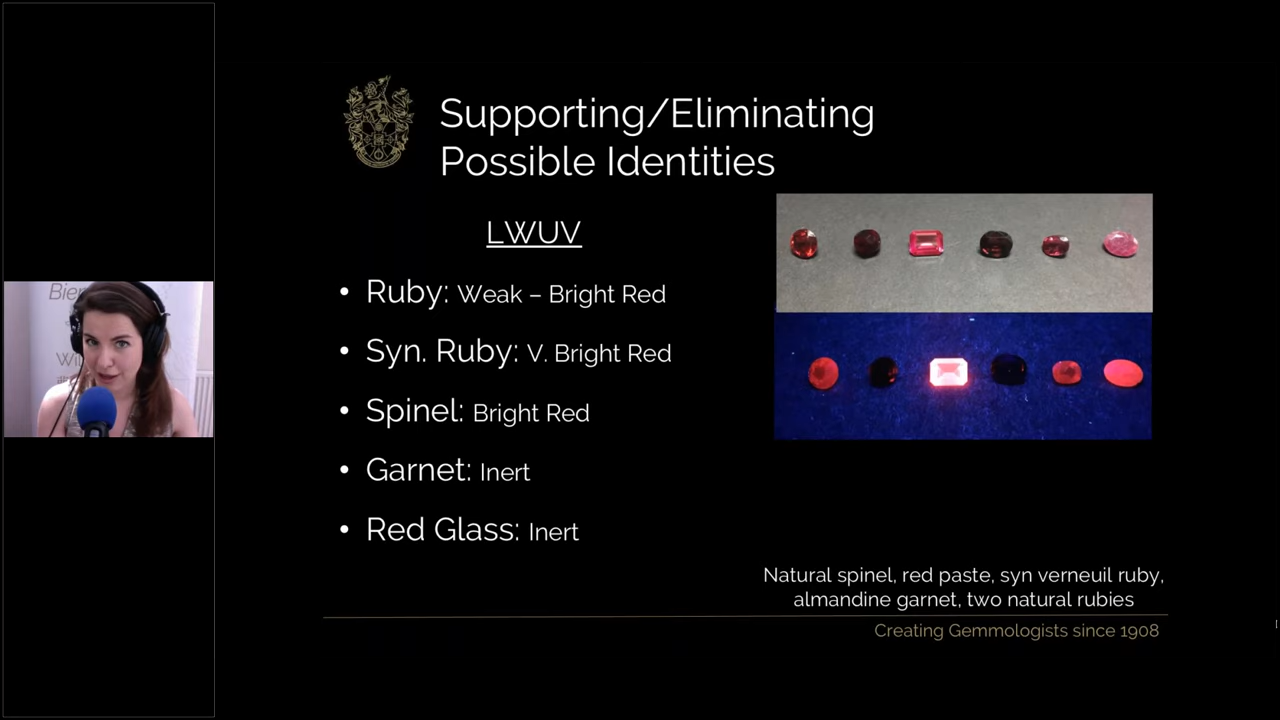 Supporting/Eliminating
Possible Identities
LWUV
• Ruby: Weak – Bright Red
• Syn. Ruby: V. Bright Red
• Spinel: Bright Red
• Garnet: Inert
• Red Glass: Inert
Natural spinel, red paste, syn verneuil ruby,
almandine garnet, two natural rubies
Creating Gemmologists since 1908